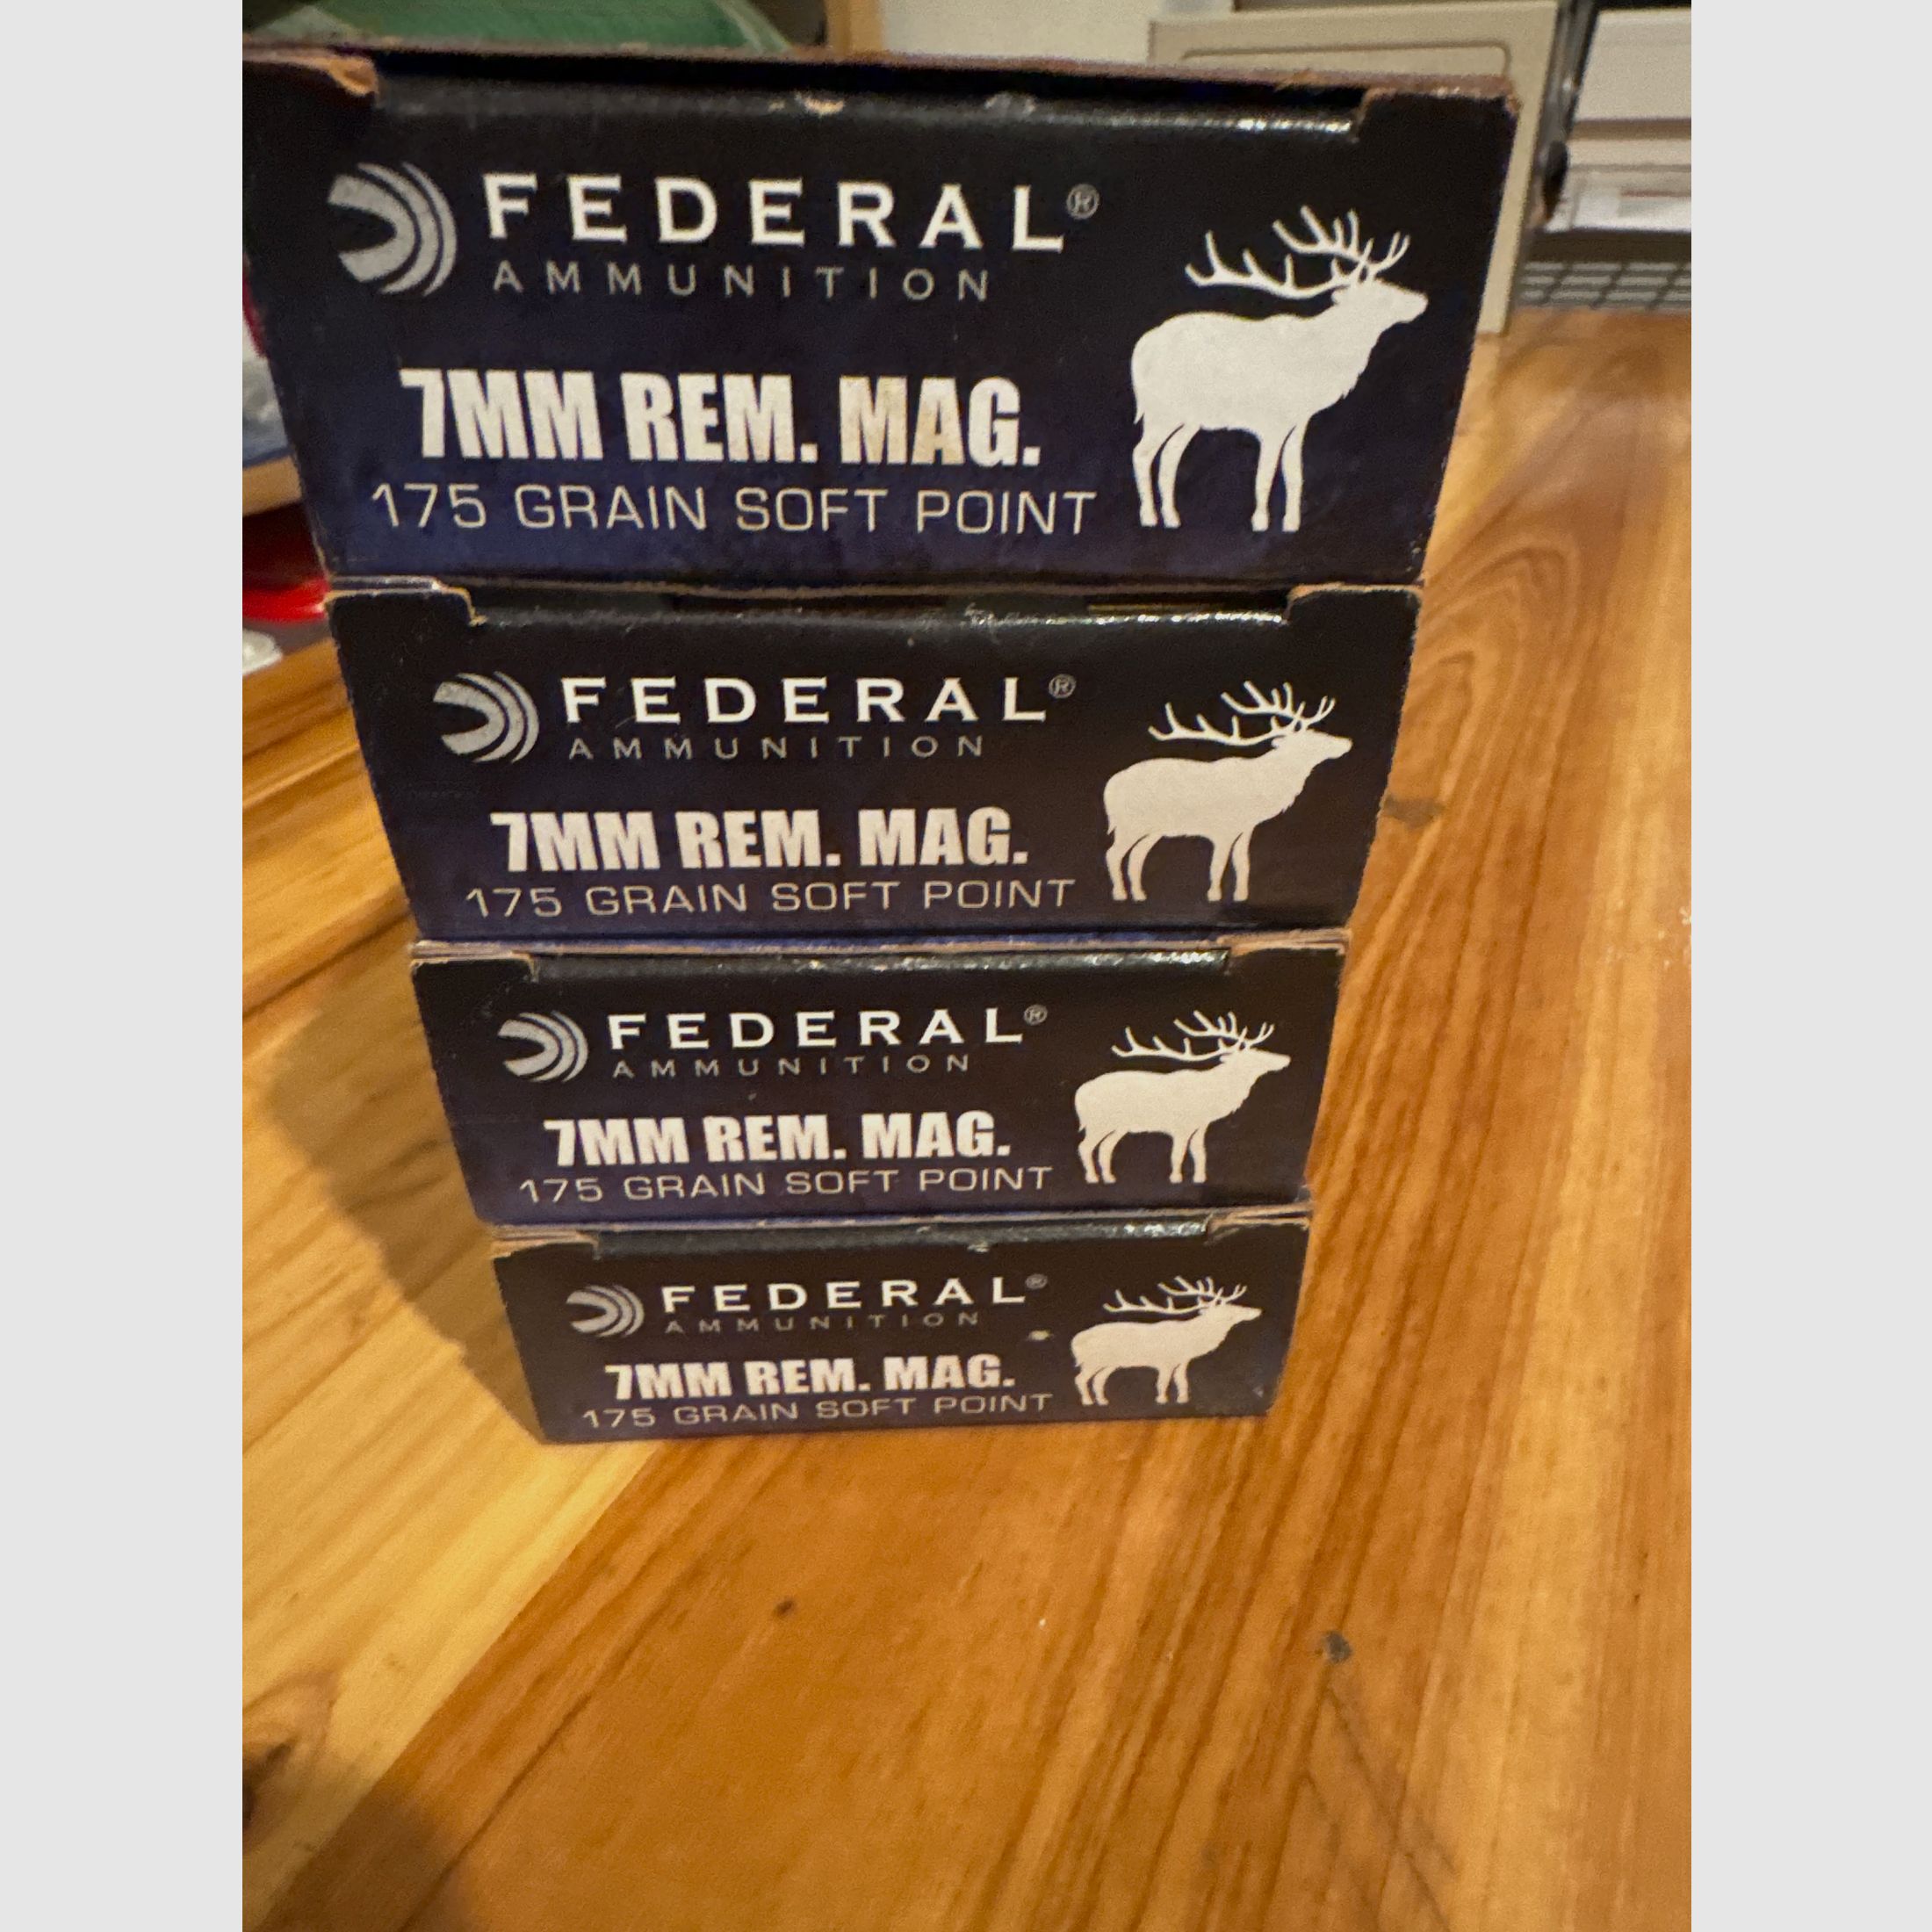 FEDERAL®
AMMUNITION
7MM REM. MAG.
175 GRAIN SOFT POINT
FEDERAL®
AMMUNITION
7MM REM. MAG.
175 GRAIN SOFT POINT
FEDERAL®
AMMUNITION
7MM REM. MAG.
175 GRAIN SOFT POINT
FEDERAL®
AMMUNITION
7MM REM. MAG.
175 GRAIN SOFT POINT